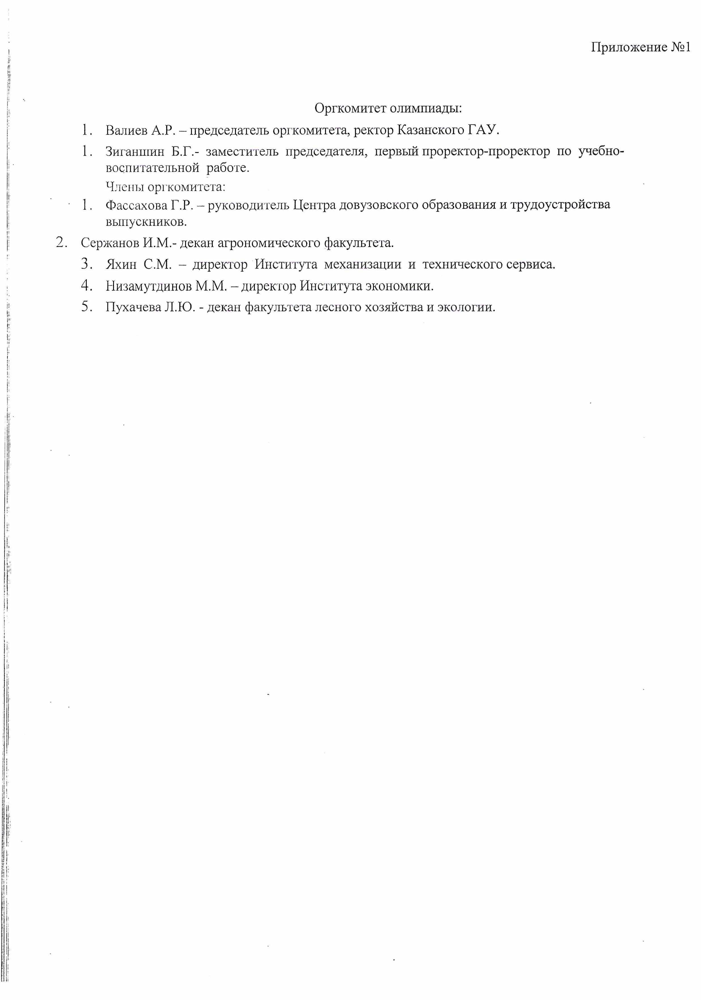 Приложение №1
Оргкомитет олимпиады:
1. Валиев А.Р. – председатель оргкомитета, ректор Казанского ГАУ.
1. Зиганшин Б.Г.- заместитель председателя, первый проректор-проректор по учебно-
воспитательной работе.
Члены оргкомитета:
1. Фассахова Г.Р. – руководитель Центра довузовского образования и трудоустройства
выпускников.
2. Сержанов И.М.- декан агрономического факультета.
3. Яхин С.М. – директор Института механизации и технического сервиса.
4. Низамутдинов М.М. – директор Института экономики.
5. Пухачева Л.Ю. - декан факультета лесного хозяйства и экологии.